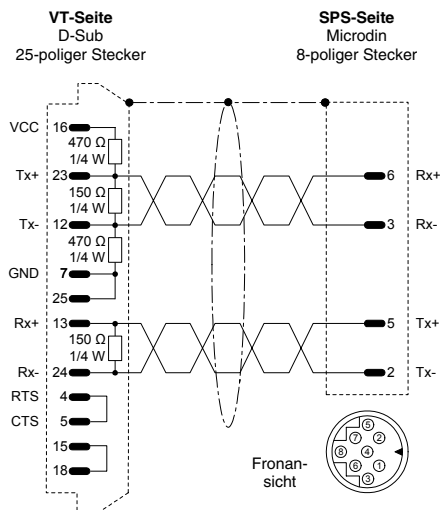 VT-Seite
D-Sub
25-poliger Stecker
SPS-Seite
Microdin
8-poliger Stecker
VCC 16
470 Ω
1/4 W
Tx+ 23 6 Rx+
150 Ω
1/4 W
Tx- 12 3 Rx-
470 Ω
1/4 W
GND 7
25
Rx+ 13 5 Tx+
150 Ω
1/4 W
Rx- 24 2 Tx-
RTS 4
CTS 5
15
18
Fronan-
sicht
5
7 2
8 4
6 1
3